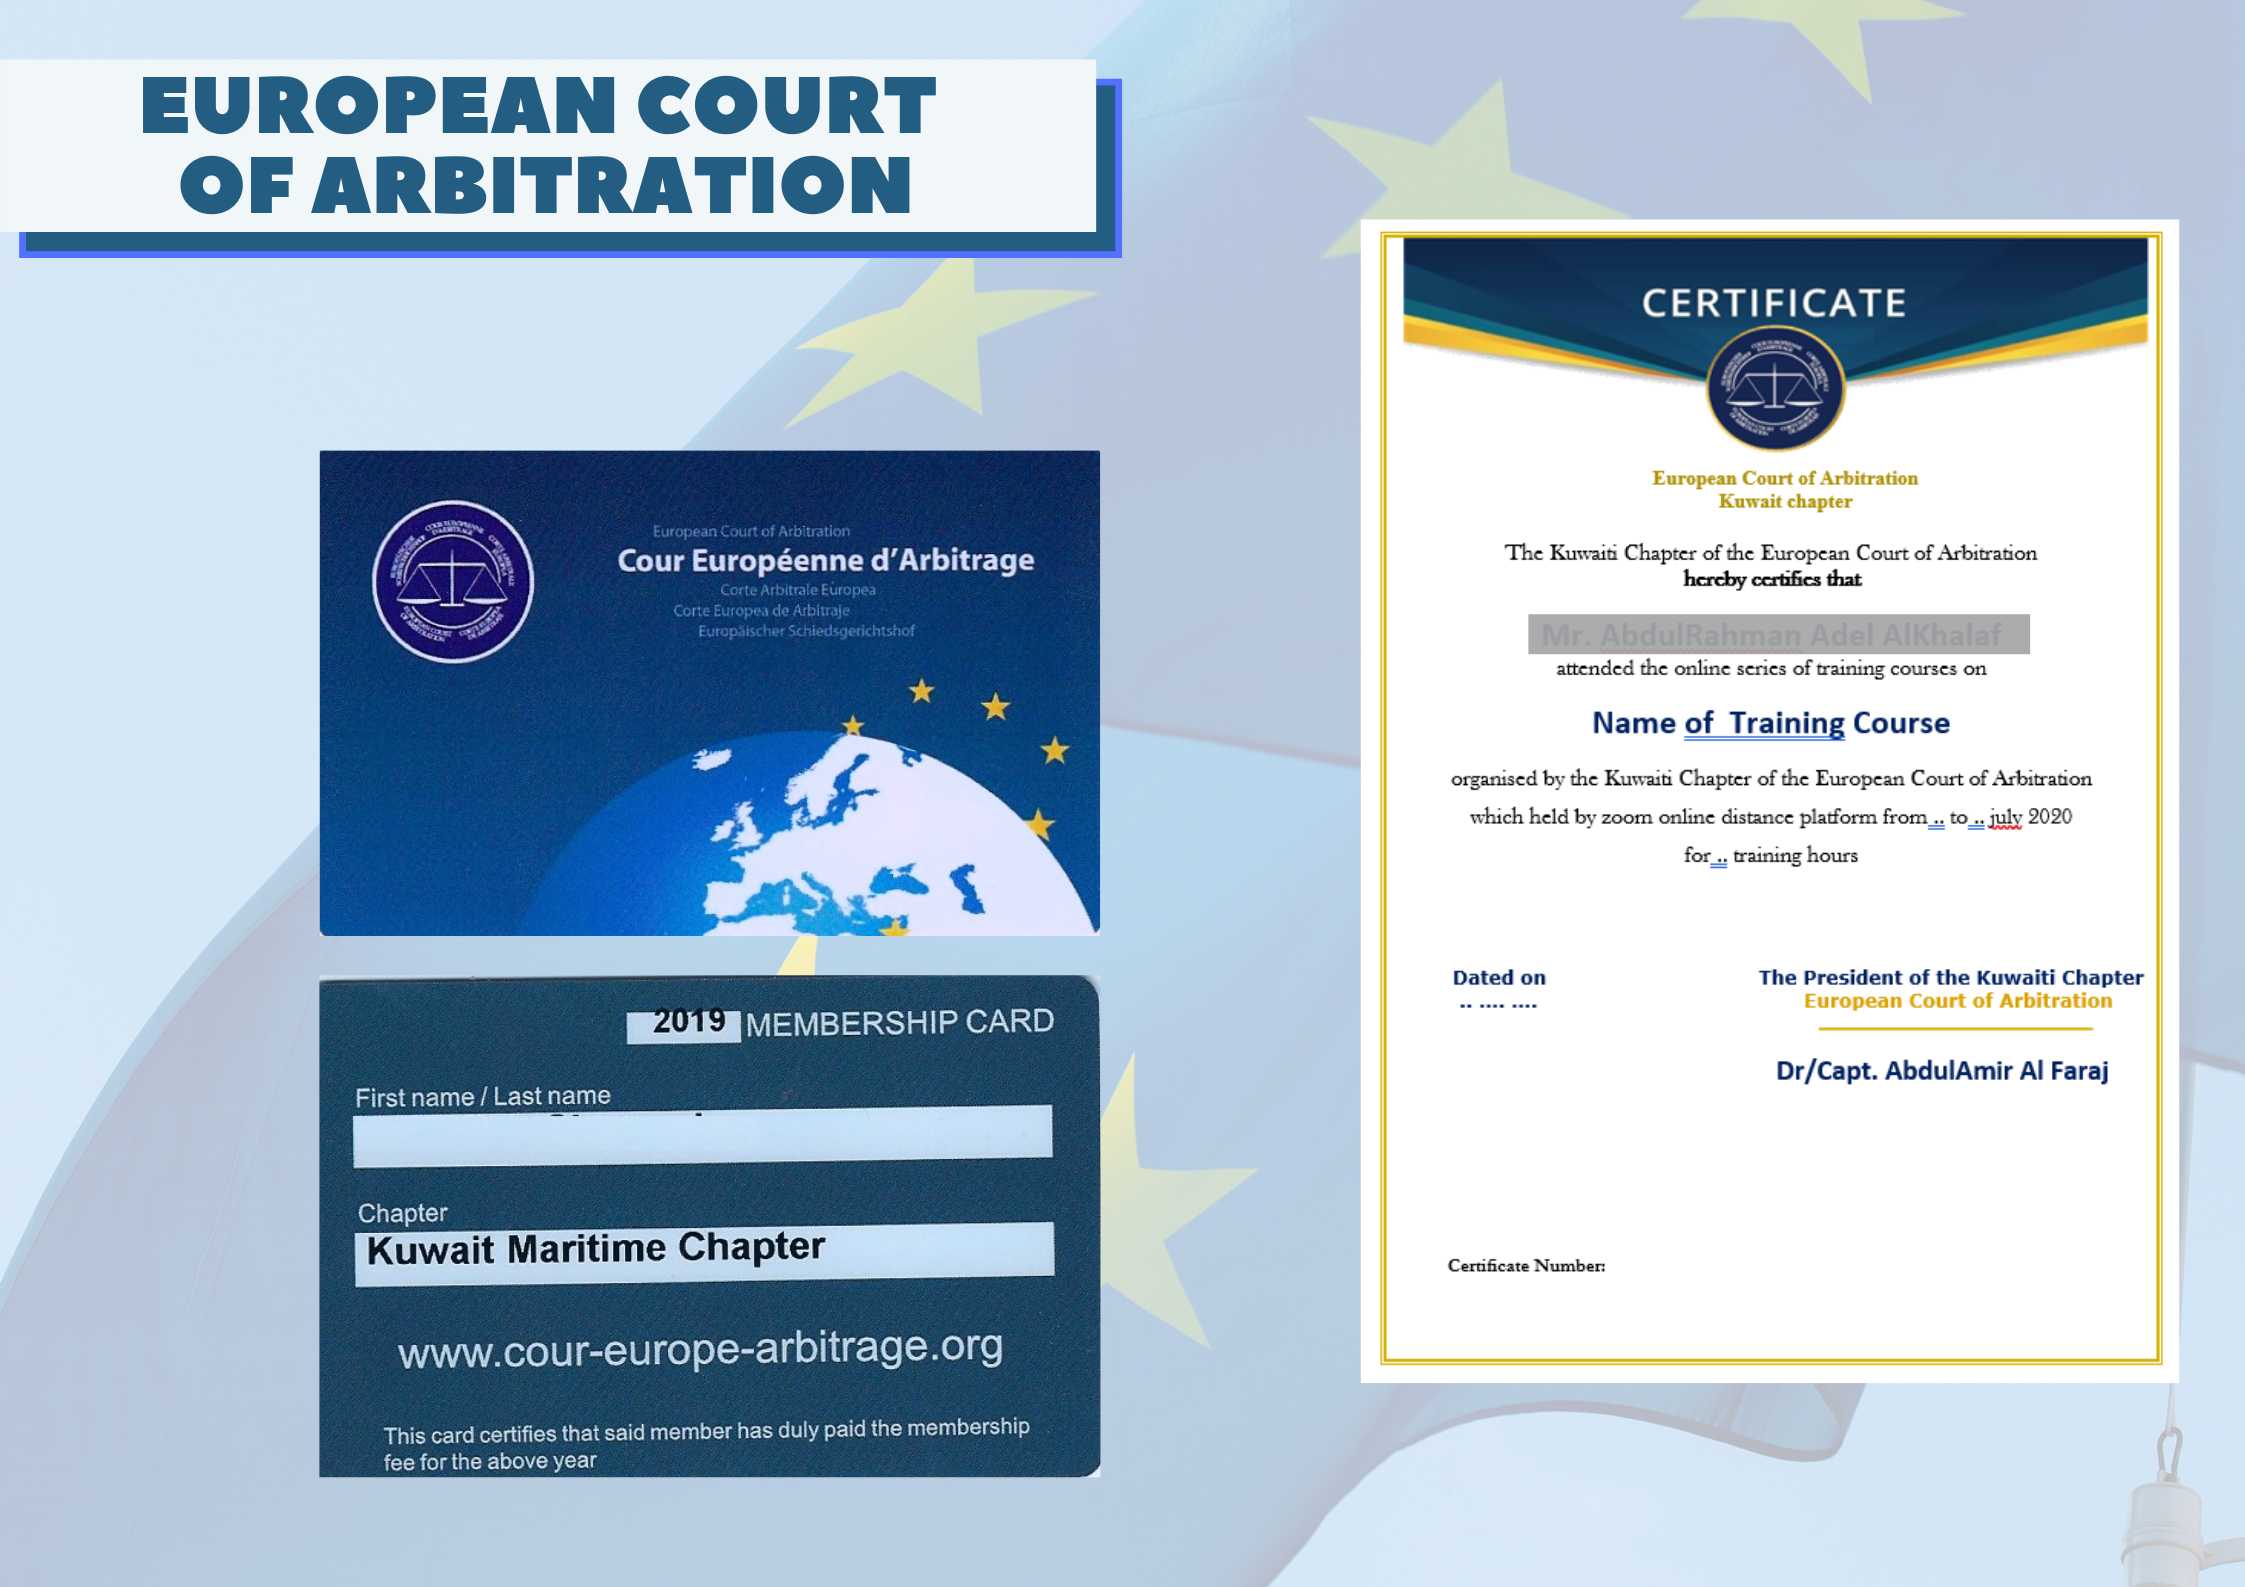 EUROPEAN COURT
OF ARBITRATION
European Court of Arbitration
Cour Européenne d’Arbitrage
Corte Arbitrale Europea
Corte Europea de Arbitraje
Europäischer Schiedsgerichtshof
2019 MEMBERSHIP CARD
First name / Last name
Chapter
Kuwait Maritime Chapter
www.cour-europe-arbitrage.org
This card certifies that said member has duly paid the membership
fee for the above year
CERTIFICATE
European Court of Arbitration
Kuwait chapter
The Kuwaiti Chapter of the European Court of Arbitration
hereby certifies that
Mr. AbdulRahman Adel AlKhalaf
attended the online series of training courses on
Name of Training Course
organised by the Kuwaiti Chapter of the European Court of Arbitration
which held by zoom online distance platform from .. to .. july 2020
for .. training hours
Dated on
.. .... ....
The President of the Kuwaiti Chapter
European Court of Arbitration
Dr/Capt. AbdulAmir Al Faraj
Certificate Number: